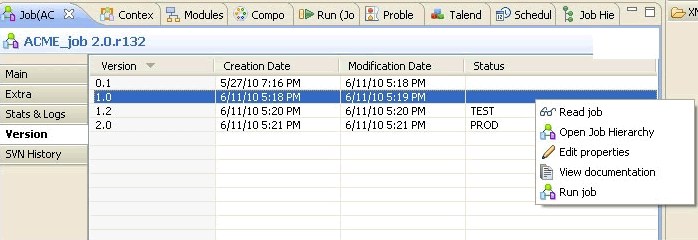 Job(AC Contex Modules Compo Run (Jo Proble Talend Schedul Job Hie XN
ACME_job 2.0.r132
Main
Extra
Stats & Logs
Version
SVN History
Version Creation Date Modification Date Status
0.1 5/27/10 7:16 PM 6/11/10 5:18 PM
1.0 6/11/10 5:18 PM 6/11/10 5:19 PM
1.2 6/11/10 5:20 PM 6/11/10 5:20 PM TEST
2.0 6/11/10 5:21 PM 6/11/10 5:21 PM PROD
Read job
Open Job Hierarchy
Edit properties
View documentation
Run job